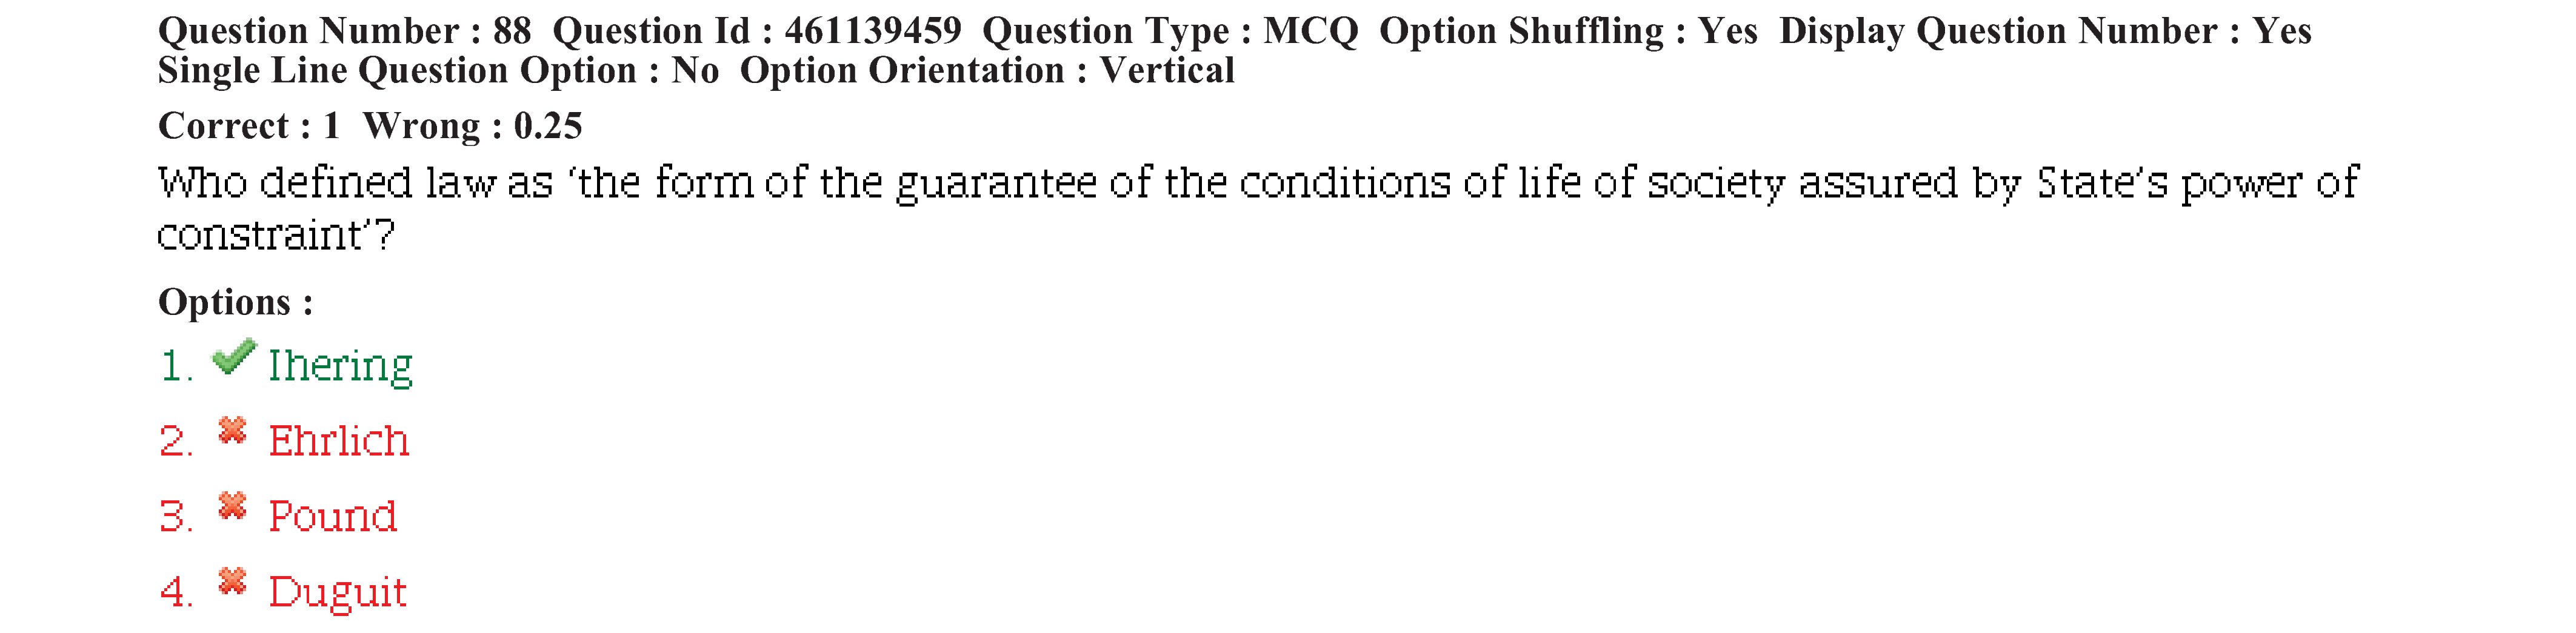 Question Number : 88 Question Id : 461139459 Question Type : MCQ Option Shuffling : Yes Display Question Number : Yes
Single Line Question Option : No Option Orientation : Vertical
Correct : 1 Wrong : 0.25
Who defined law as ‘the form of the guarantee of the conditions of life of society assured by State’s power of
constraint’?
Options :
1. Ihering
2. Ehrlich
3. Pound
4. Duguit